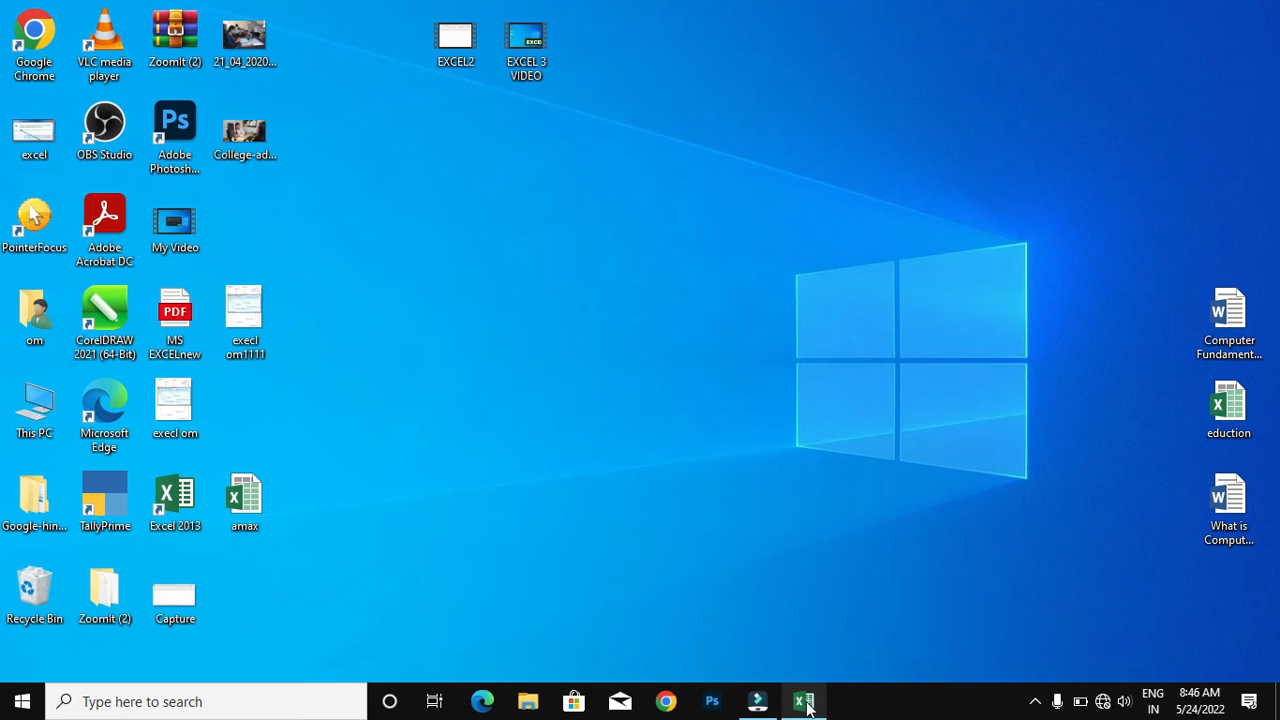 Google
Chrome
VLC media
player
ZoomIt (2)
21_04_2020...
EXCEL2
EXCEL 3
VIDEO
excel
OBS Studio
Ps
Adobe
Photosh...
College-ad...
PointerFocus
Adobe
Acrobat DC
My Video
om
CorelDRAW
2021 (64-Bit)
PDF
MS
EXCELnew
execl
om1111
Computer
Fundament...
This PC
Microsoft
Edge
execl om
eduction
Google-hin...
TallyPrime
Excel 2013
amax
What is
Comput...
Recycle Bin
ZoomIt (2)
Capture
Type here to search
Ps
ENG
IN
8:46 AM
5/24/2022